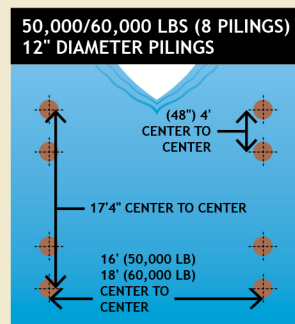 50,000/60,000 LBS (8 PILINGS)
12" DIAMETER PILINGS
(48") 4'
CENTER TO
CENTER
17'4" CENTER TO CENTER
16' (50,000 LB)
18' (60,000 LB)
CENTER TO
CENTER